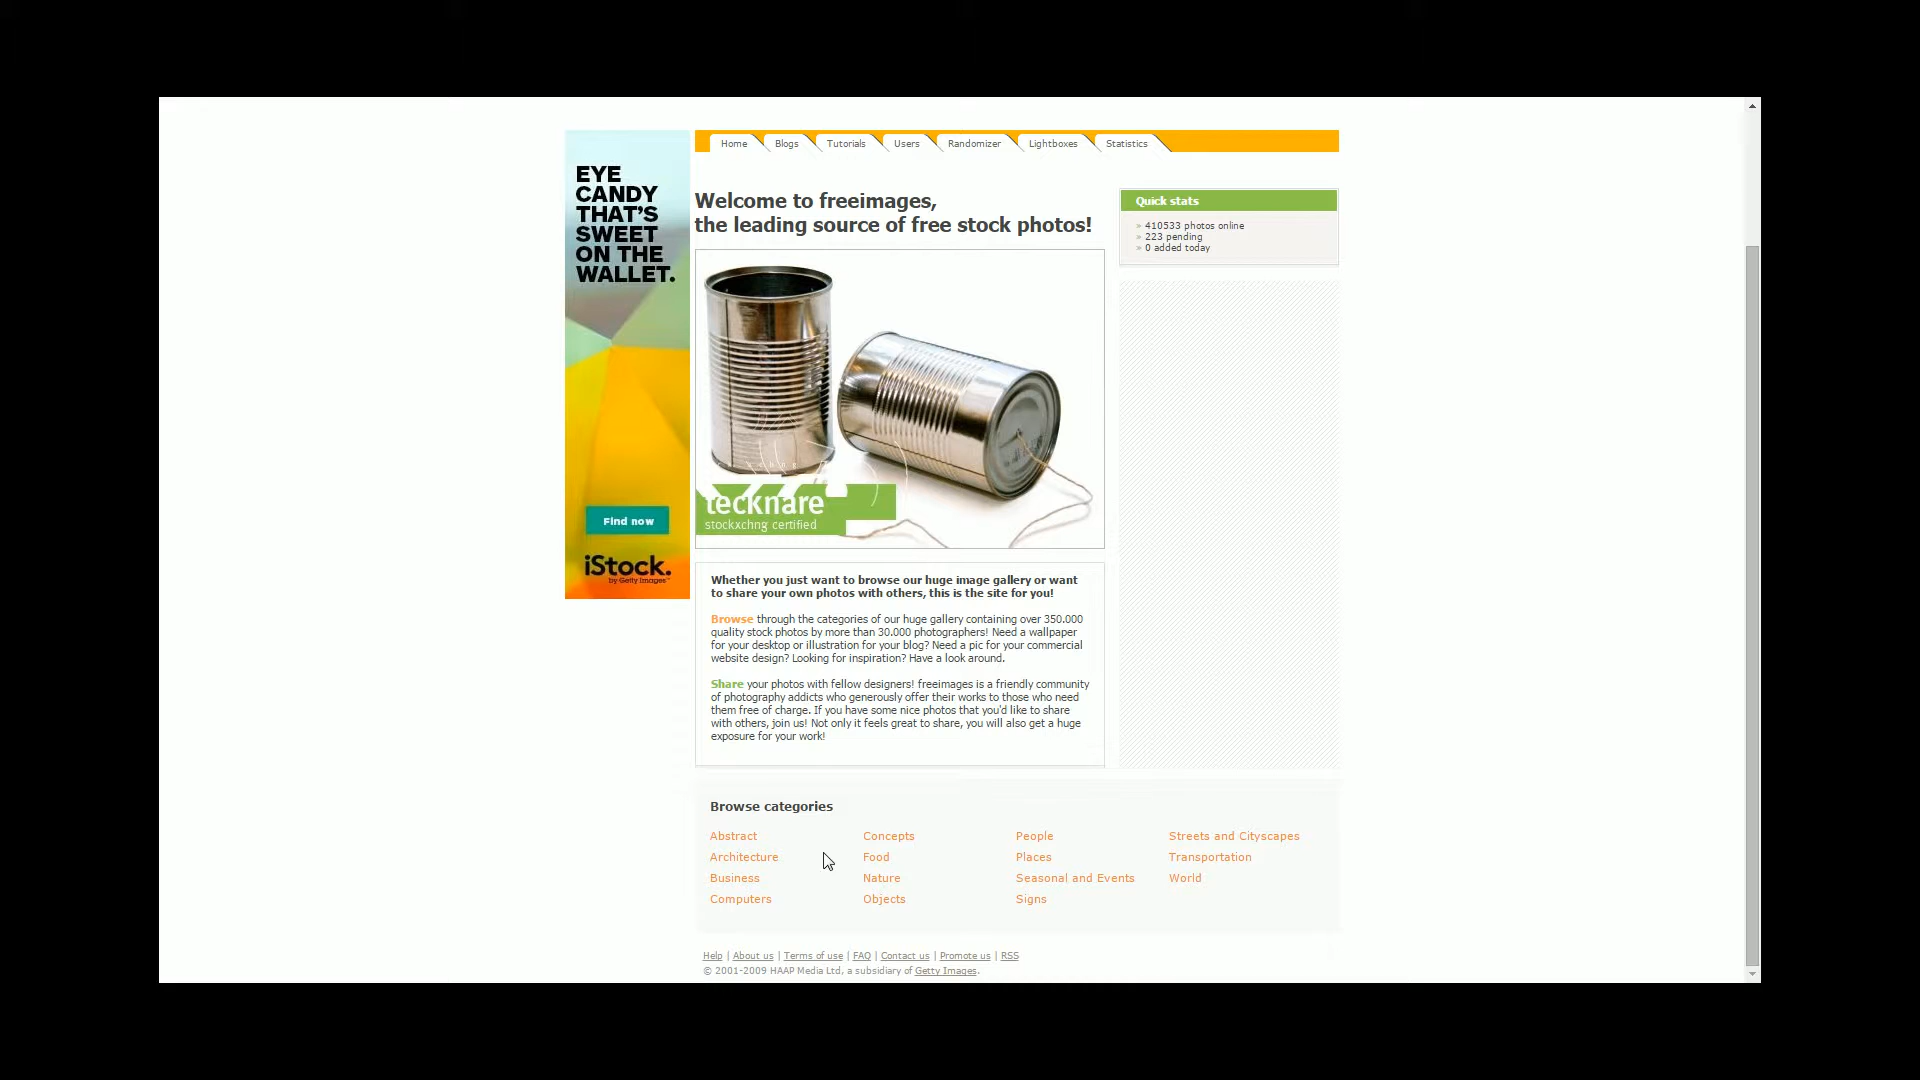 Home
Blogs
Tutorials
Users
Randomizer
Lightboxes
Statistics
EYE
CANDY
THAT'S
SWEET
ON THE
WALLET.
Find now
iStock.
by Getty Images™
Welcome to freeimages,
the leading source of free stock photos!
tecknare
stockxchng certified
Quick stats
» 410533 photos online
» 223 pending
» 0 added today
Whether you just want to browse our huge image gallery or want
to share your own photos with others, this is the site for you!
Browse through the categories of our huge gallery containing over 350.000
quality stock photos by more than 30.000 photographers! Need a wallpaper
for your desktop or illustration for your blog? Need a pic for your commercial
website design? Looking for inspiration? Have a look around.
Share your photos with fellow designers! freeimages is a friendly community
of photography addicts who generously offer their works to those who need
them free of charge. If you have some nice photos that you'd like to share
with others, join us! Not only it feels great to share, you will also get a huge
exposure for your work!
Browse categories
Abstract
Architecture
Business
Computers
Concepts
Food
Nature
Objects
People
Places
Seasonal and Events
Signs
Streets and Cityscapes
Transportation
World
Help | About us | Terms of use | FAQ | Contact us | Promote us | RSS
© 2001-2009 HAAP Media Ltd, a subsidiary of Getty Images.